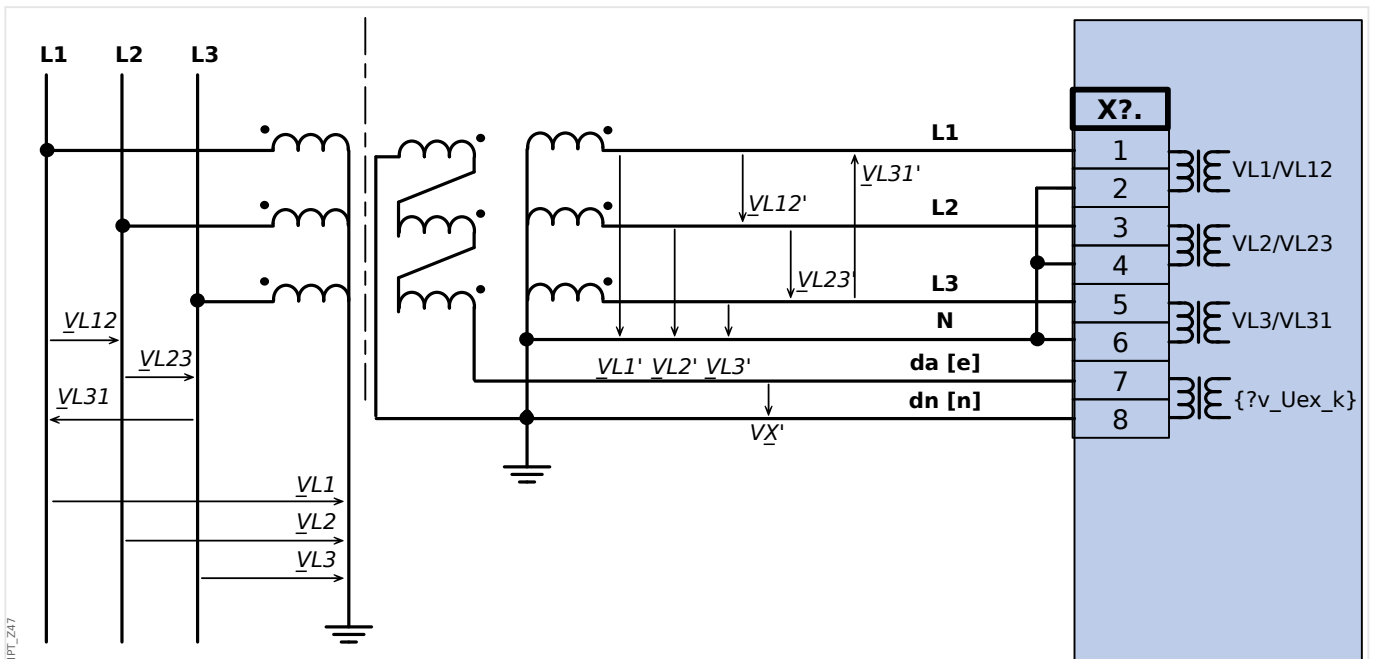 L1 L2 L3
X?.
L1
1
VL1/VL12
VL31'
2
VL12'
L2
3
VL2/VL23
4
VL23'
L3
5
VL12
N
VL3/VL31
6
VL23
VL1' VL2' VL3'
da [e]
7
VL31
dn [n]
{?v_Uex_k}
8
VX'
VL1
VL2
VL3
IPT_Z47